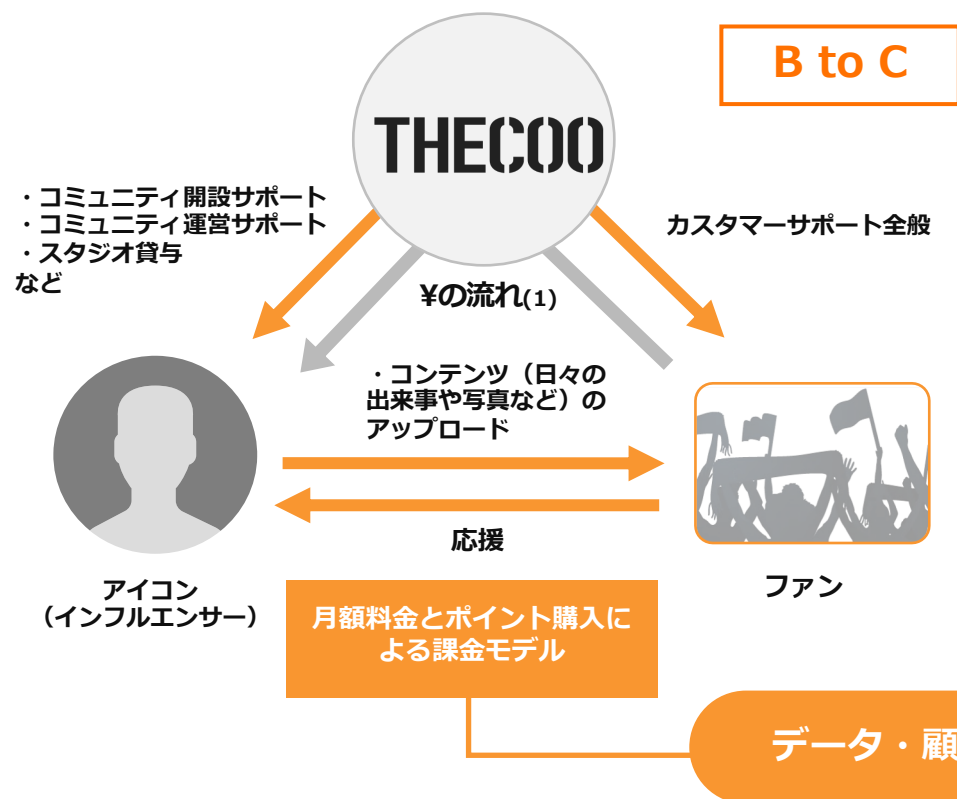 B to C
THECOO
・コミュニティ開設サポート
・コミュニティ運営サポート
・スタジオ貸与
など
カスタマーサポート全般
¥の流れ(1)
・コンテンツ（日々の
出来事や写真など）の
アップロード
応援
アイコン
（インフルエンサー）
ファン
月額料金とポイント購入に
よる課金モデル
データ・顧